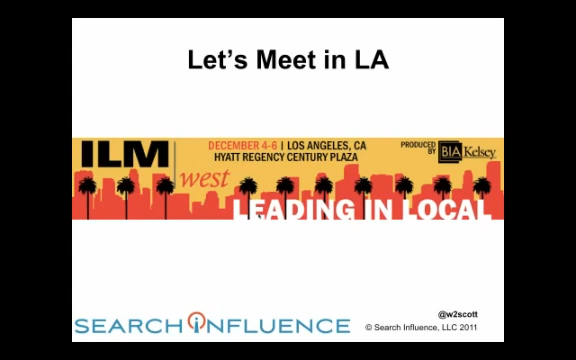 Let's Meet in LA
ILM west
DECEMBER 4-6 | LOS ANGELES, CA
HYATT REGENCY CENTURY PLAZA
PRODUCED BY BIA Kelsey
LEADING IN LOCAL
@w2scott
SEARCH INFLUENCE
© Search Influence, LLC 2011